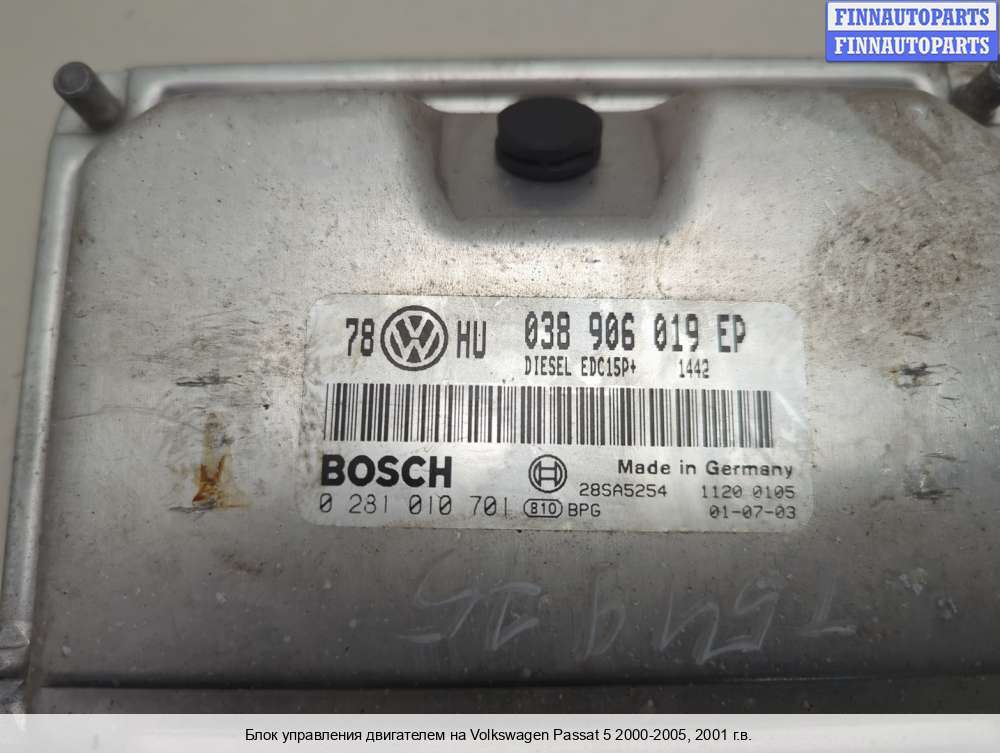 FINNAUTOPARTS
FINNAUTOPARTS
78 HU 038 906 019 EP
DIESEL EDC15P+ 1442
BOSCH Made in Germany
28SA5254 1120 0105
0 281 010 701 810 BPG 01-07-03
Блок управления двигателем на Volkswagen Passat 5 2000-2005, 2001 г.в.